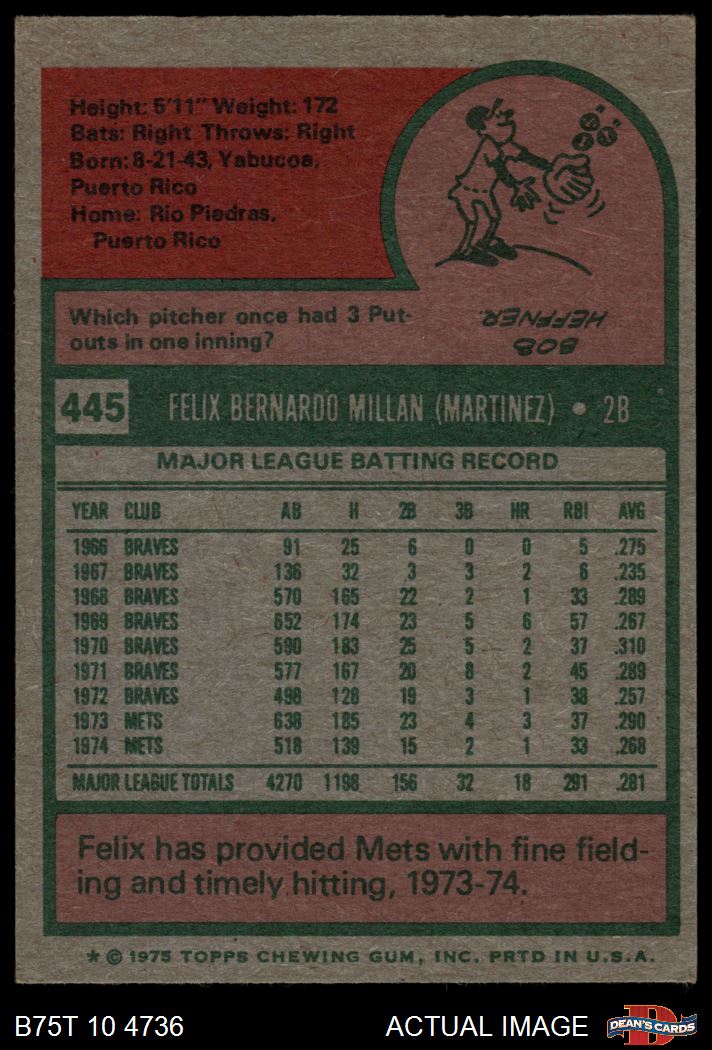 Height: 5'11" Weight: 172
Bats: Right Throws: Right
Born: 8-21-43, Yabucoa,
Puerto Rico
Home: Rio Piedras,
Puerto Rico
Which pitcher once had 3 Put-
outs in one inning?
BOB
HEFFNER.
445 FELIX BERNARDO MILLAN (MARTINEZ) • 2B
MAJOR LEAGUE BATTING RECORD
YEAR CLUB AB H 2B 3B HR RBI AVG
1966 BRAVES 91 25 6 0 0 5 .275
1967 BRAVES 136 32 3 3 2 6 .235
1968 BRAVES 570 165 22 2 1 33 .289
1969 BRAVES 652 174 23 5 6 57 .267
1970 BRAVES 590 183 25 5 2 37 .310
1971 BRAVES 577 167 20 8 2 45 .289
1972 BRAVES 498 128 19 3 1 38 .257
1973 METS 638 185 23 4 3 37 .290
1974 METS 518 139 15 2 1 33 .268
MAJOR LEAGUE TOTALS 4270 1198 156 32 18 291 .281
Felix has provided Mets with fine field-
ing and timely hitting, 1973-74.
* © 1975 TOPPS CHEWING GUM, INC. PRTD IN U.S.A.
B75T 10 4736 ACTUAL IMAGE DEAN'S CARDS